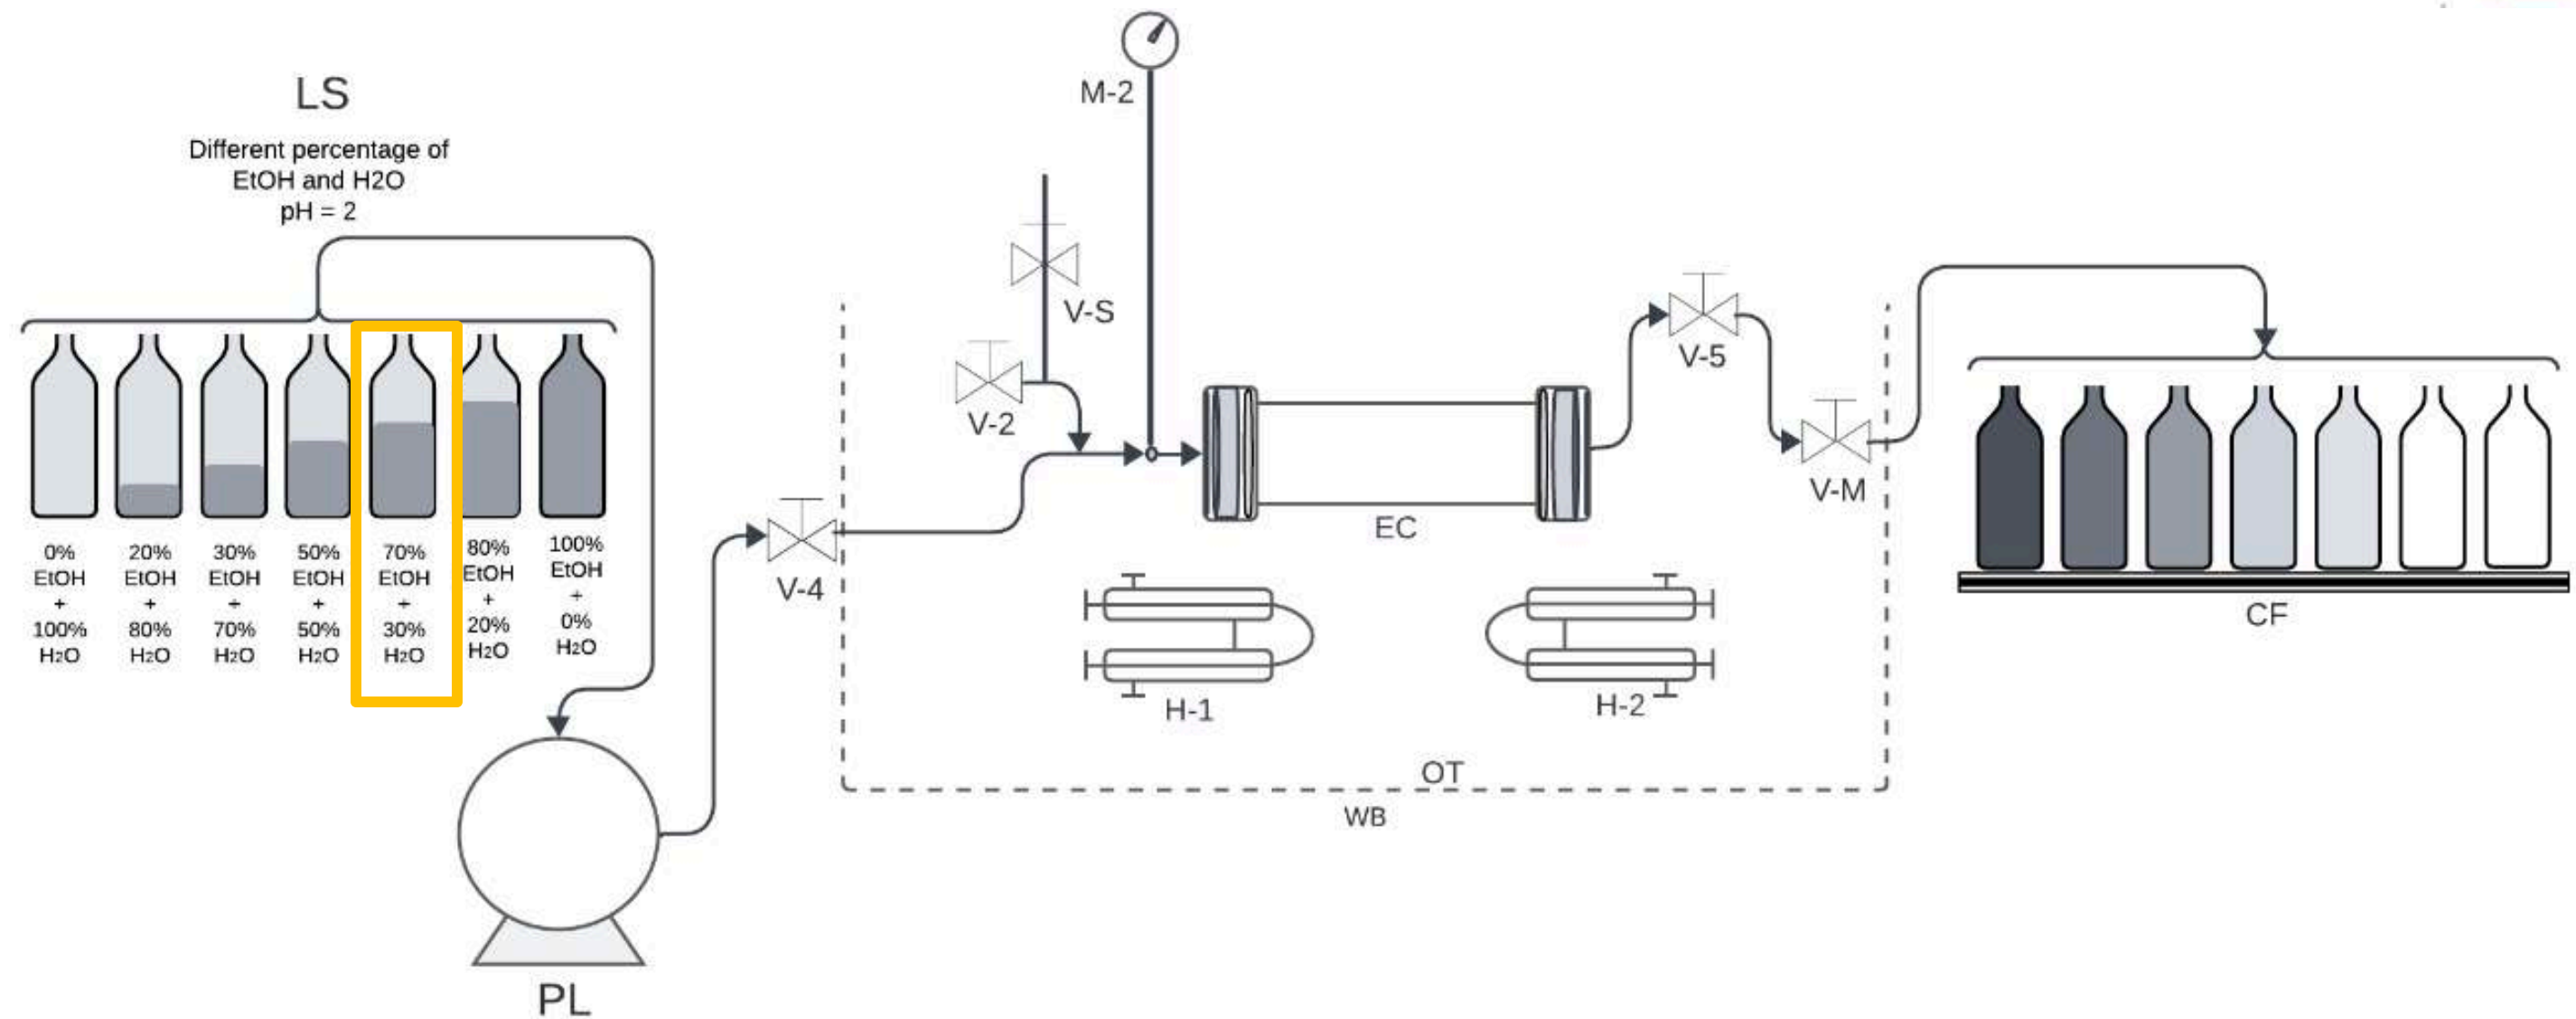 LS
Different percentage of
EtOH and H2O
pH = 2
0%
EtOH
+
100%
H2O
20%
EtOH
+
80%
H2O
30%
EtOH
+
70%
H2O
50%
EtOH
+
50%
H2O
70%
EtOH
+
30%
H2O
80%
EtOH
+
20%
H2O
100%
EtOH
+
0%
H2O
PL
V-4
V-2
V-S
M-2
EC
H-1
H-2
OT
WB
V-5
V-M
CF